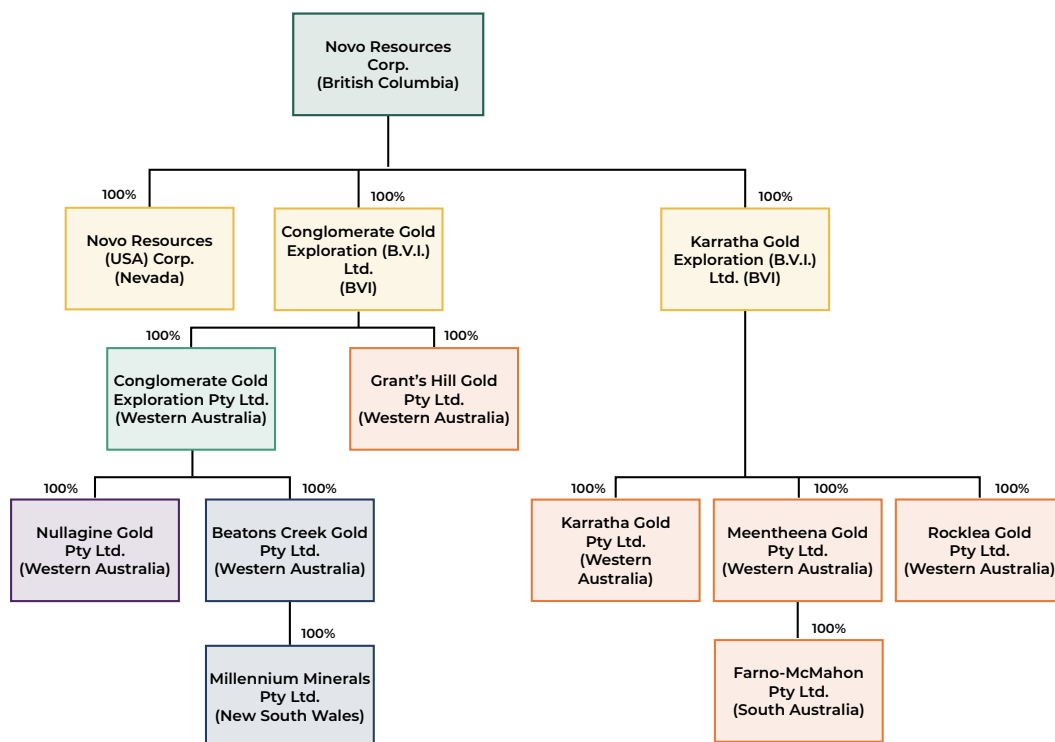 Novo Resources
Corp.
(British Columbia)
100%
100%
100%
Novo Resources
(USA) Corp.
(Nevada)
Conglomerate Gold
Exploration (B.V.I.)
Ltd.
(BVI)
Karratha Gold
Exploration (B.V.I.)
Ltd. (BVI)
100%
100%
Conglomerate Gold
Exploration Pty Ltd.
(Western Australia)
Grant's Hill Gold
Pty Ltd.
(Western Australia)
100%
100%
100%
100%
100%
Nullagine Gold
Pty Ltd.
(Western Australia)
Beatons Creek Gold
Pty Ltd.
(Western Australia)
Karratha Gold
Pty Ltd.
(Western
Australia)
Meentheena Gold
Pty Ltd.
(Western Australia)
Rocklea Gold
Pty Ltd.
(Western Australia)
100%
100%
Millennium Minerals
Pty Ltd.
(New South Wales)
Farno-McMahon
Pty Ltd.
(South Australia)